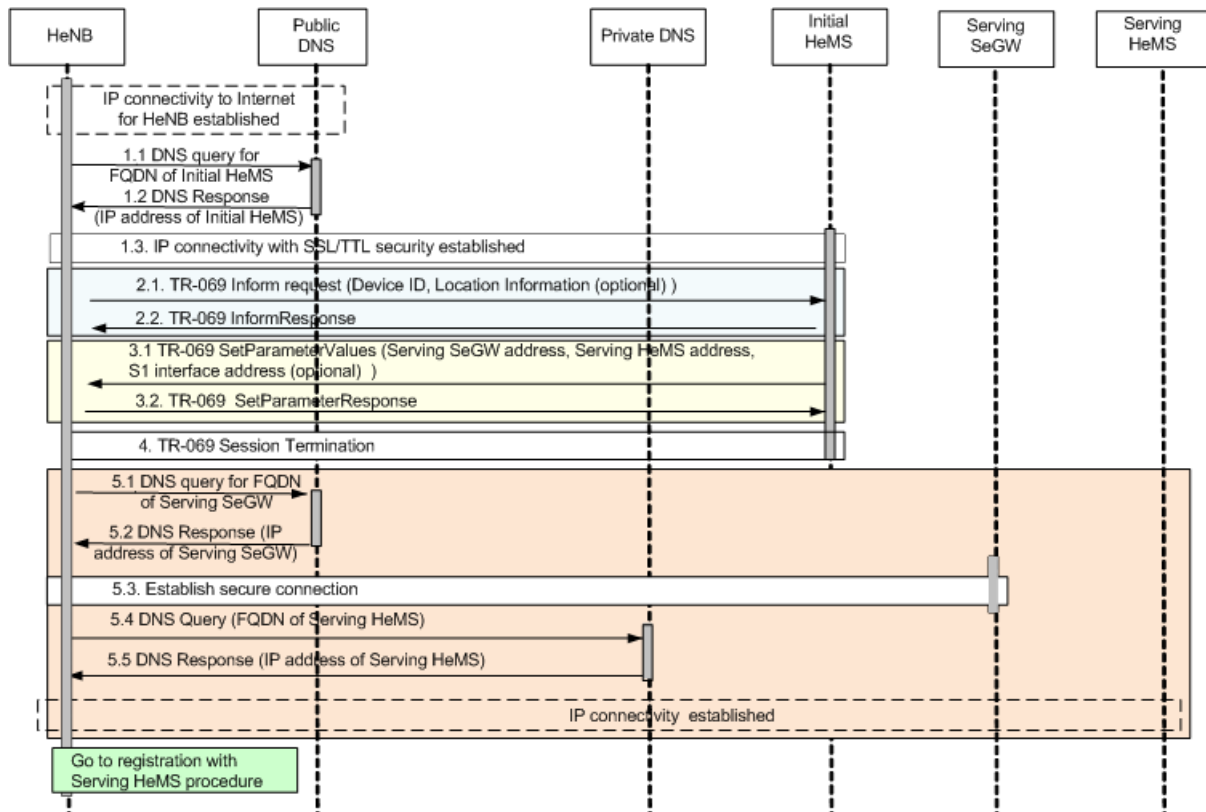 HeNB
Public
DNS
Private DNS
Initial
HeMS
Serving
SeGW
Serving
HeMS
IP connectivity to Internet
for HeNB established
1.1 DNS query for
FQDN of Initial HeMS
1.2 DNS Response
(IP address of Initial HeMS)
1.3. IP connectivity with SSL/TTL security established
2.1. TR-069 Inform request (Device ID, Location Information (optional) )
2.2. TR-069 InformResponse
3.1 TR-069 SetParameterValues (Serving SeGW address, Serving HeMS address,
S1 interface address (optional) )
3.2. TR-069 SetParameterResponse
4. TR-069 Session Termination
5.1 DNS query for FQDN
of Serving SeGW
5.2 DNS Response (IP
address of Serving SeGW)
5.3. Establish secure connection
5.4 DNS Query (FQDN of Serving HeMS)
5.5 DNS Response (IP address of Serving HeMS)
IP connectivity established
Go to registration with
Serving HeMS procedure